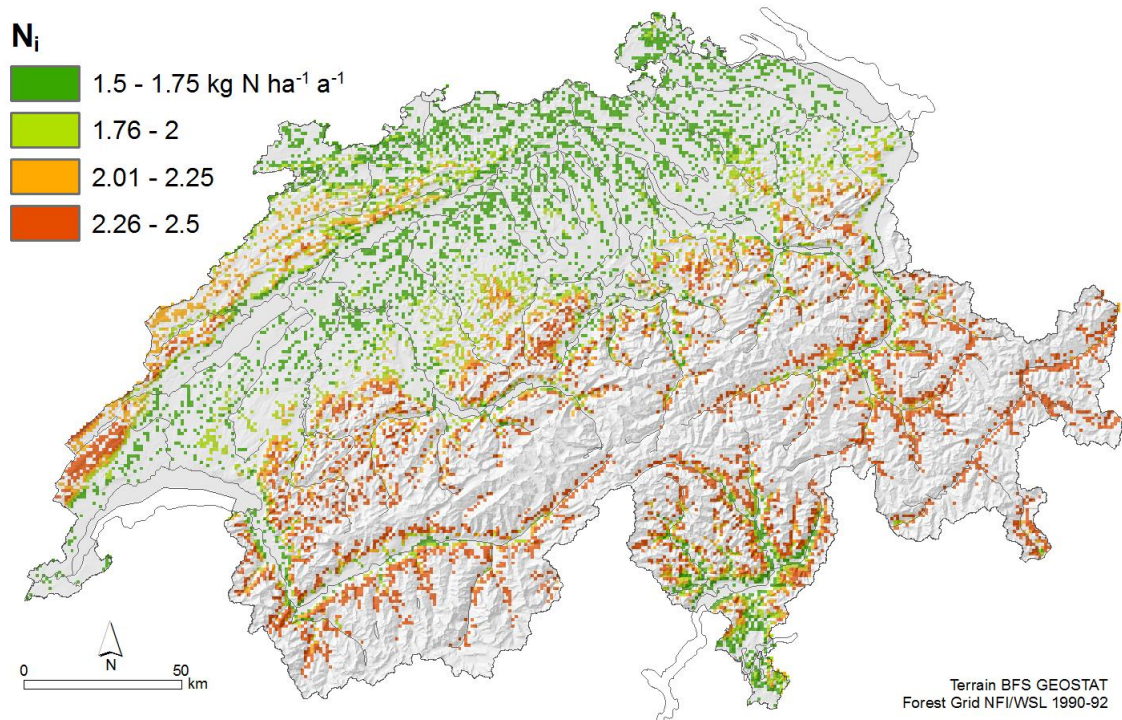 Nᵢ
1.5 - 1.75 kg N ha⁻¹ a⁻¹
1.76 - 2
2.01 - 2.25
2.26 - 2.5
N
0 50
km
Terrain BFS GEOSTAT
Forest Grid NFI/WSL 1990-92